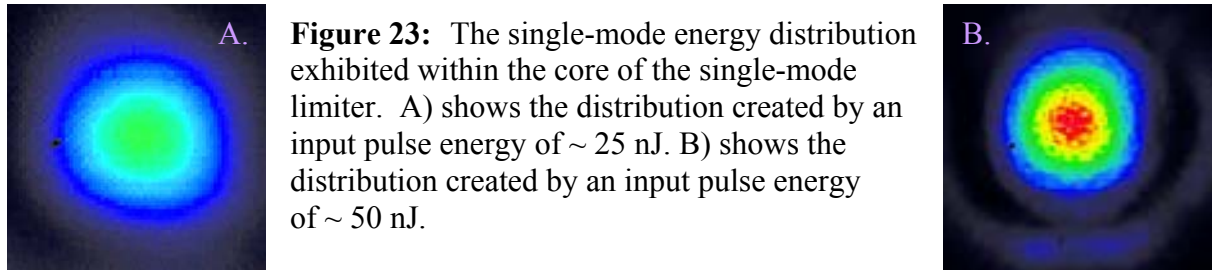 A.
Figure 23: The single-mode energy distribution
exhibited within the core of the single-mode
limiter. A) shows the distribution created by an
input pulse energy of ~ 25 nJ. B) shows the
distribution created by an input pulse energy
of ~ 50 nJ.
B.